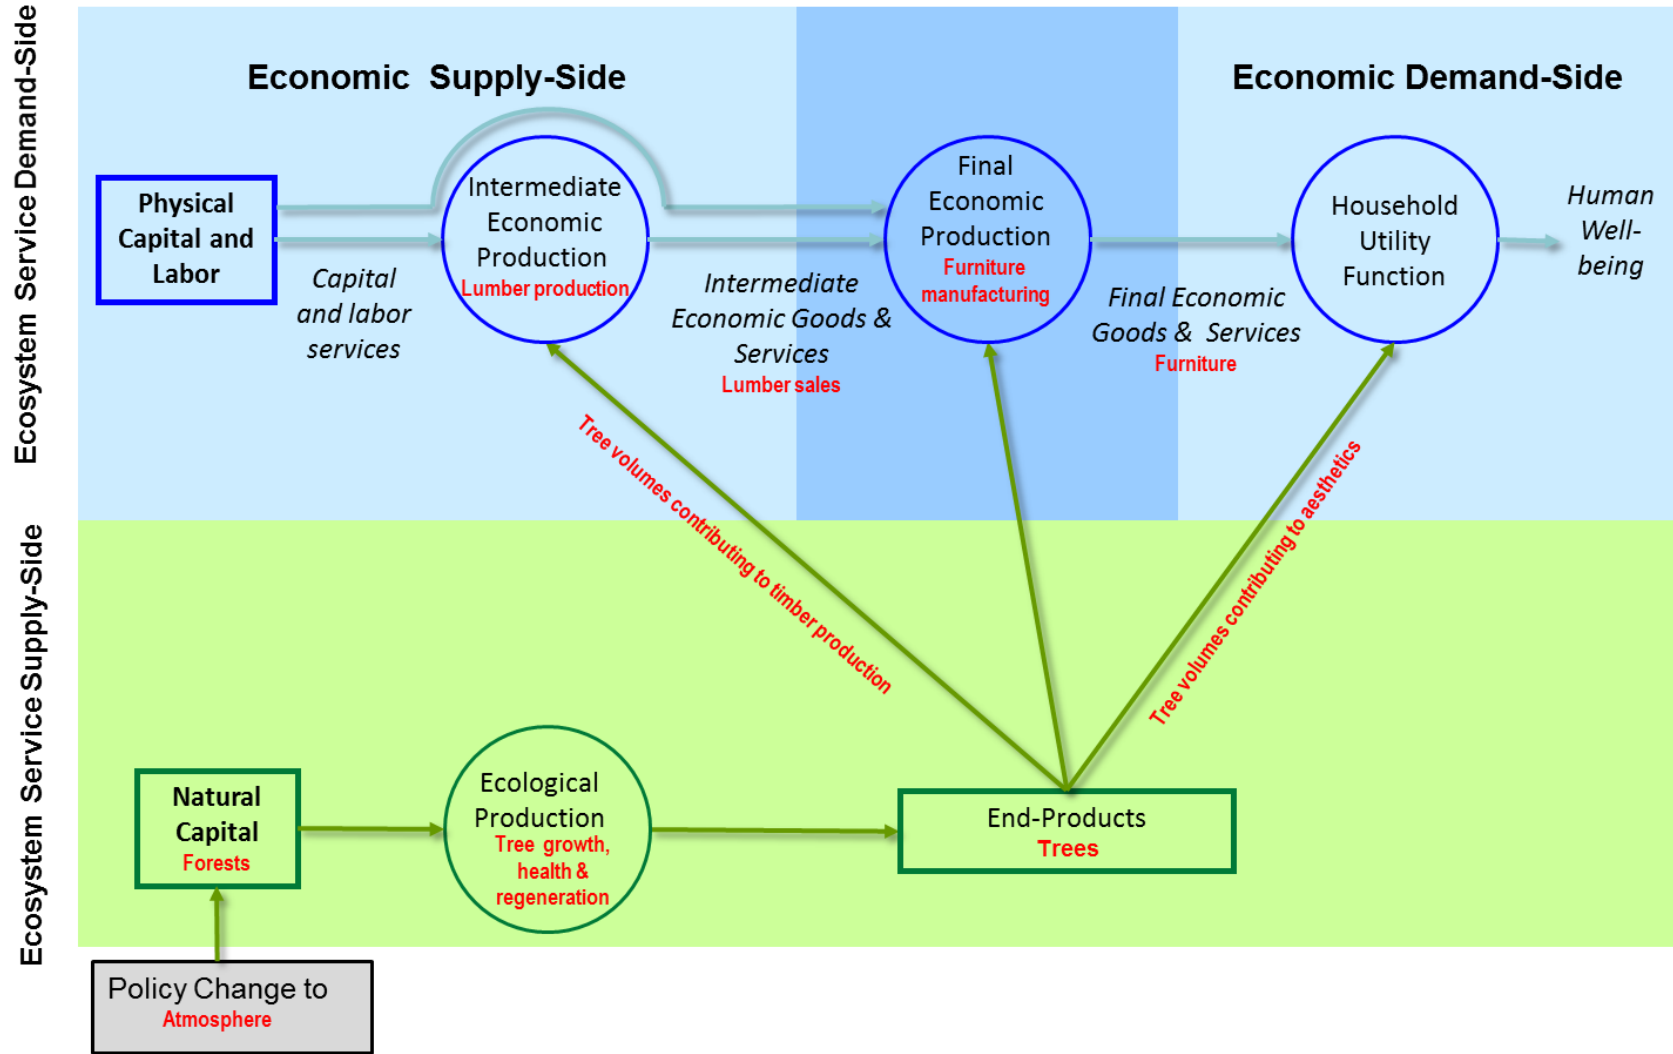 Ecosystem Service Demand-Side
Economic Supply-Side
Economic Demand-Side
Physical
Capital and
Labor
Capital
and labor
services
Intermediate
Economic
Production
Lumber production
Intermediate
Economic Goods &
Services
Lumber sales
Final
Economic
Production
Furniture
manufacturing
Final Economic
Goods & Services
Furniture
Household
Utility
Function
Human
Well-
being
Ecosystem Service Supply-Side
Tree volumes contributing to timber production
Tree volumes contributing to aesthetics
Natural
Capital
Forests
Ecological
Production
Tree growth,
health &
regeneration
End-Products
Trees
Policy Change to
Atmosphere